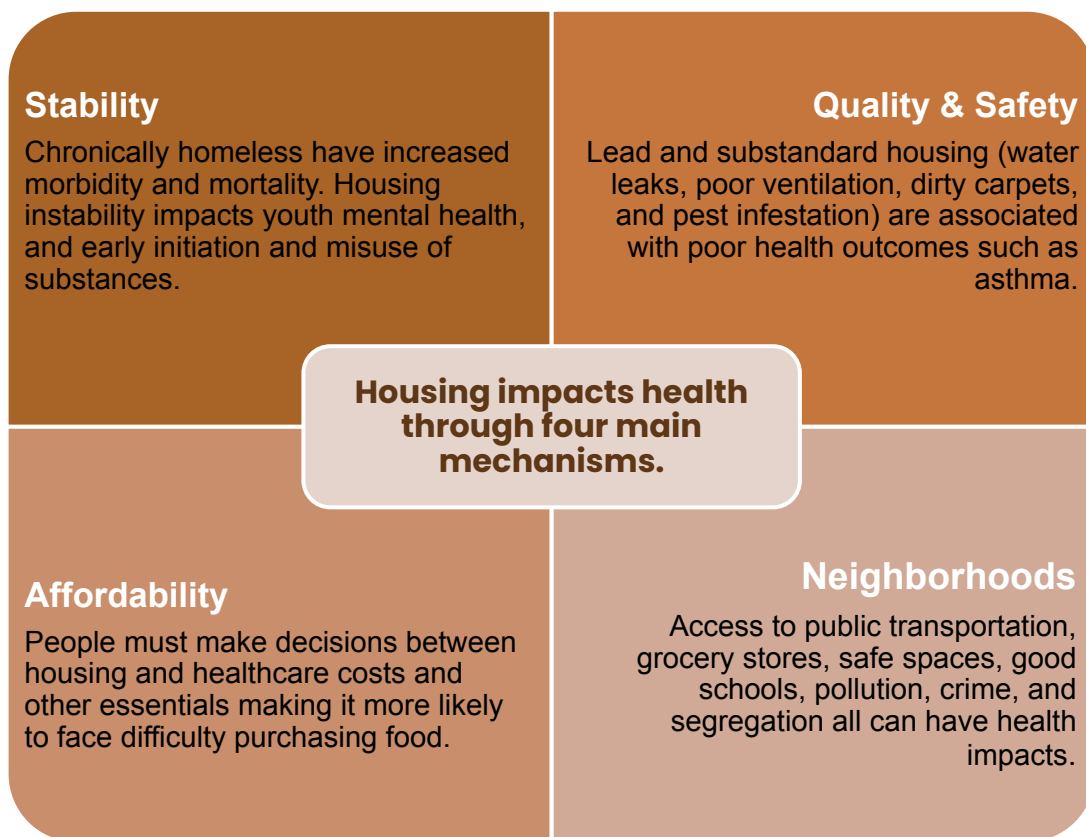 Stability
Chronically homeless have increased
morbidity and mortality. Housing
instability impacts youth mental health,
and early initiation and misuse of
substances.
Quality & Safety
Lead and substandard housing (water
leaks, poor ventilation, dirty carpets,
and pest infestation) are associated
with poor health outcomes such as
asthma.
Housing impacts health
through four main
mechanisms.
Affordability
People must make decisions between
housing and healthcare costs and
other essentials making it more likely
to face difficulty purchasing food.
Neighborhoods
Access to public transportation,
grocery stores, safe spaces, good
schools, pollution, crime, and
segregation all can have health
impacts.